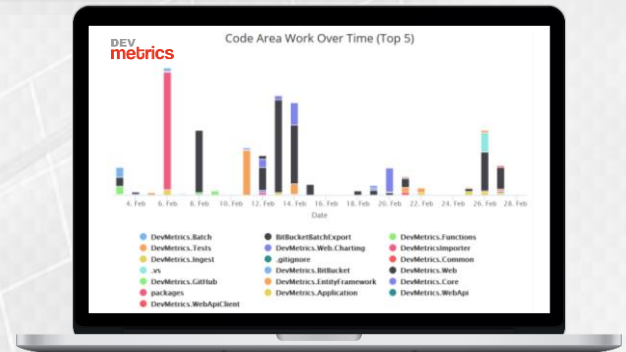 DEV
metrics
Code Area Work Over Time (Top 5)
4. Feb 6. Feb 8. Feb 10. Feb 12. Feb 14. Feb 16. Feb 18. Feb 20. Feb 22. Feb 24. Feb 26. Feb 28. Feb
Date
DevMetrics.Batch BitBucketBatchExport DevMetrics.Functions
DevMetrics.Tests DevMetrics.Web.Charting DevMetricsImporter
DevMetrics.Ingest .gitignore DevMetrics.Common
.vs DevMetrics.BitBucket DevMetrics.Web
DevMetrics.GitHub DevMetrics.EntityFramework DevMetrics.Core
packages DevMetrics.Application DevMetrics.WebApi
DevMetrics.WebApiClient